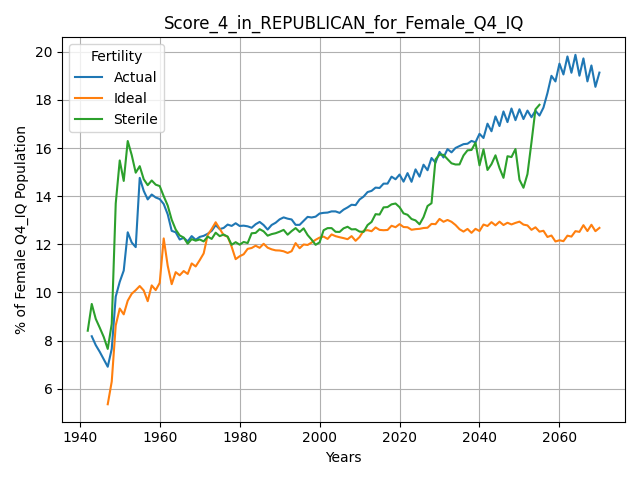 Score_4_in_REPUBLICAN_for_Female_Q4_IQ
Fertility
Actual
Ideal
Sterile
% of Female Q4_IQ Population
20
18
16
14
12
10
8
6
1940
1960
1980
2000
2020
2040
2060
Years